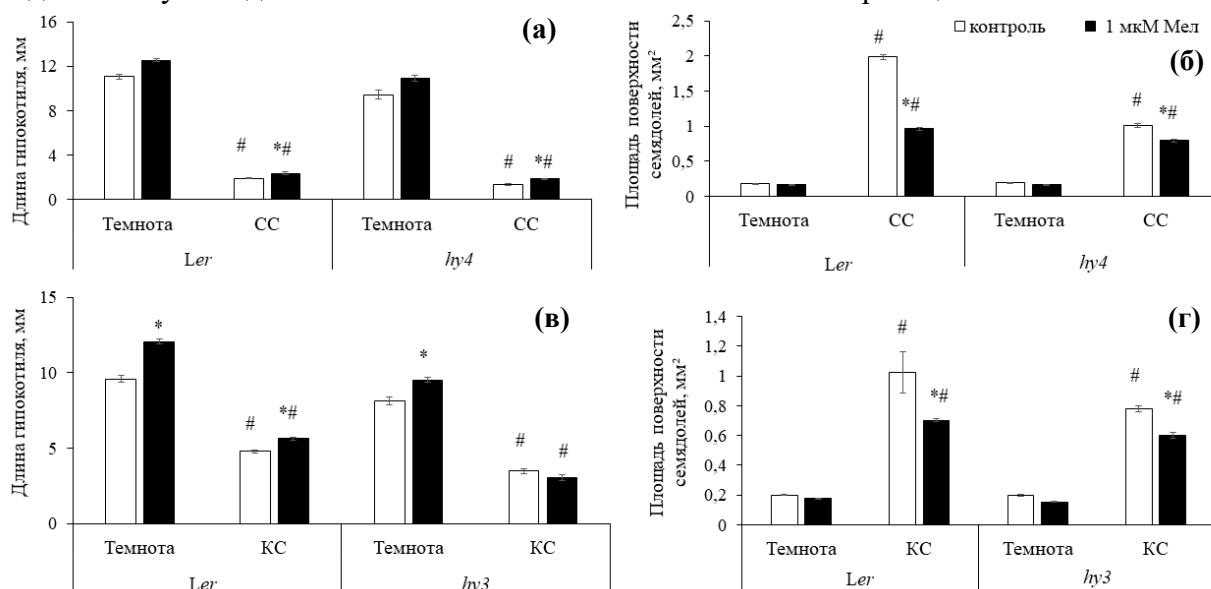 (а)
Длина гипокотиля, мм
16
12
8
4
0
#
*#
#
*#
Темнота СС Темнота СС
Ler hy4
□ контроль ■ 1 мкМ Мел
(б)
Площадь поверхности
семядолей, мм²
2,5
2
1,5
1
0,5
0
#
*#
#
*#
Темнота СС Темнота СС
Ler hy4
(в)
Длина гипокотиля, мм
15
10
5
0
*
#
*#
*
#
#
Темнота КС Темнота КС
Ler hy3
(г)
Площадь поверхности
семядолей, мм²
1,4
1,2
1
0,8
0,6
0,4
0,2
0
#
*#
#
*#
Темнота КС Темнота КС
Ler hy3